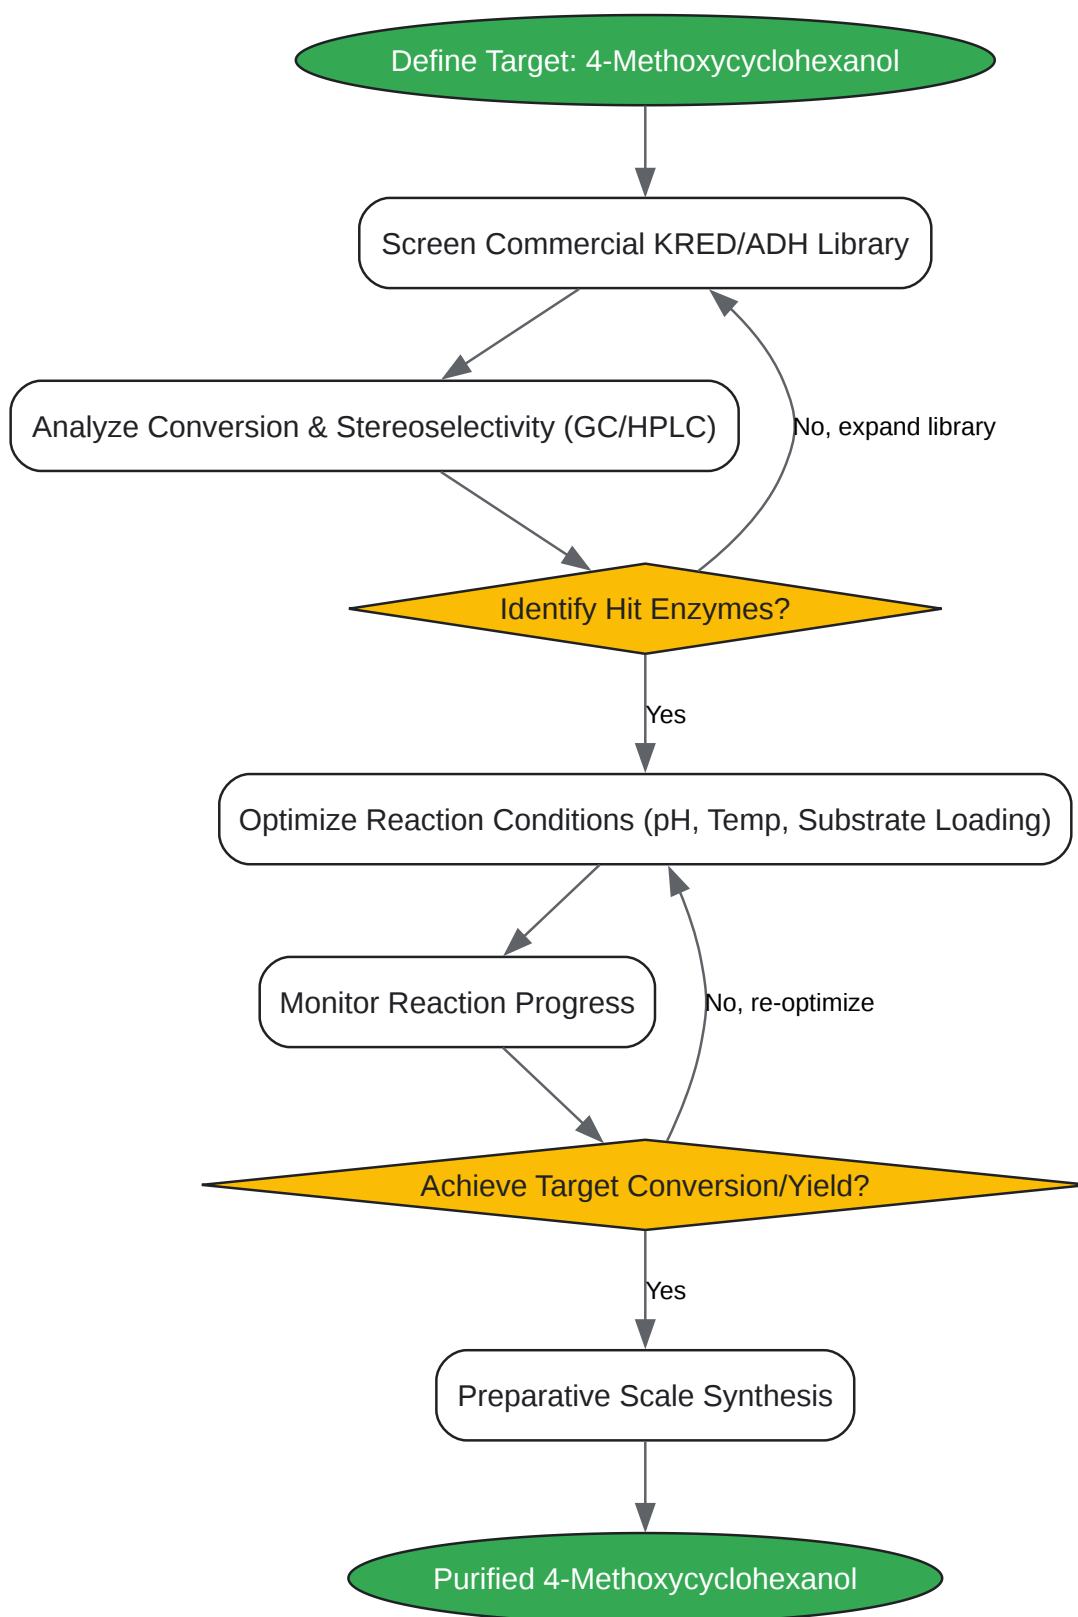 Define Target: 4-Methoxycyclohexanol
Screen Commercial KRED/ADH Library
Analyze Conversion & Stereoselectivity (GC/HPLC)
No, expand library
Identify Hit Enzymes?
Yes
Optimize Reaction Conditions (pH, Temp, Substrate Loading)
Monitor Reaction Progress
No, re-optimize
Achieve Target Conversion/Yield?
Yes
Preparative Scale Synthesis
Purified 4-Methoxycyclohexanol